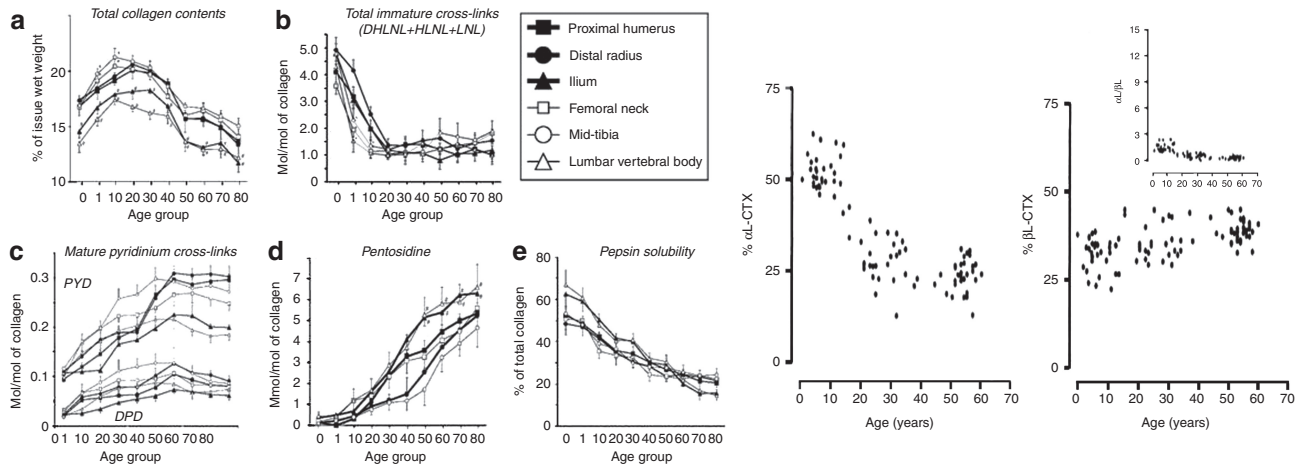 a
Total collagen contents
% of issue wet weight
20
15
10
0 1 10 20 30 40 50 60 70 80
Age group
b
Total immature cross-links
(DHLNL+HLNL+LNL)
Mol/mol of collagen
5.0
4.0
3.0
2.0
1.0
0
0 1 10 20 30 40 50 60 70 80
Age group
Proximal humerus
Distal radius
Ilium
Femoral neck
Mid-tibia
Lumbar vertebral body
c
Mature pyridinium cross-links
PYD
DPD
Mol/mol of collagen
0.3
0.2
0.1
0
0 1 10 20 30 40 50 60 70 80
Age group
d
Pentosidine
Mmol/mol of collagen
7
6
5
4
3
2
1
0
0 1 10 20 30 40 50 60 70 80
Age group
e
Pepsin solubility
% of total collagen
80
60
40
20
0
0 1 10 20 30 40 50 60 70 80
Age group
% αL-CTX
75
50
25
0
0 10 20 30 40 50 60 70
Age (years)
% βL-CTX
75
50
25
0
0 10 20 30 40 50 60 70
Age (years)
αL/βL
15
12
9
6
3
0
0 10 20 30 40 50 60 70